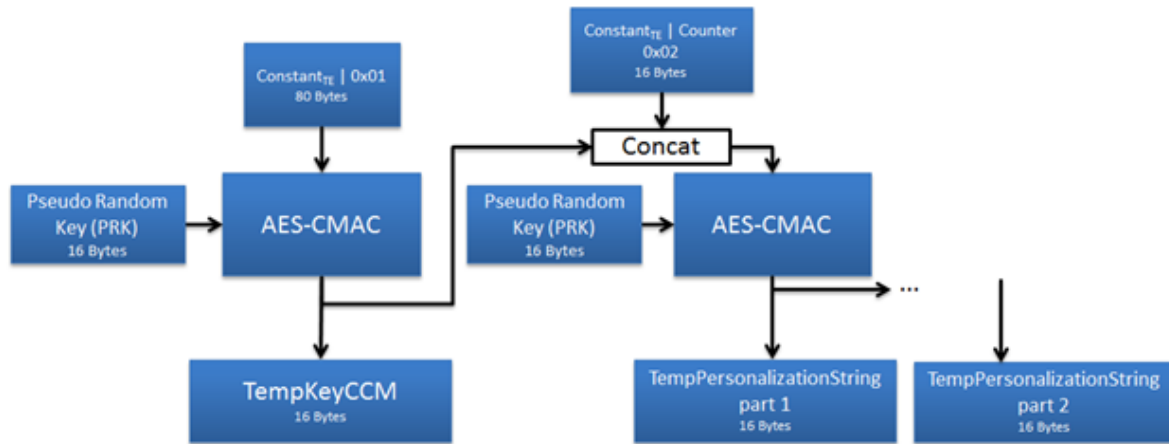 Constant_TE | 0x01
80 Bytes
Constant_TE | Counter
0x02
16 Bytes
Concat
Pseudo Random
Key (PRK)
16 Bytes
AES-CMAC
Pseudo Random
Key (PRK)
16 Bytes
AES-CMAC
...
TempKeyCCM
16 Bytes
TempPersonalizationString
part 1
16 Bytes
TempPersonalizationString
part 2
16 Bytes